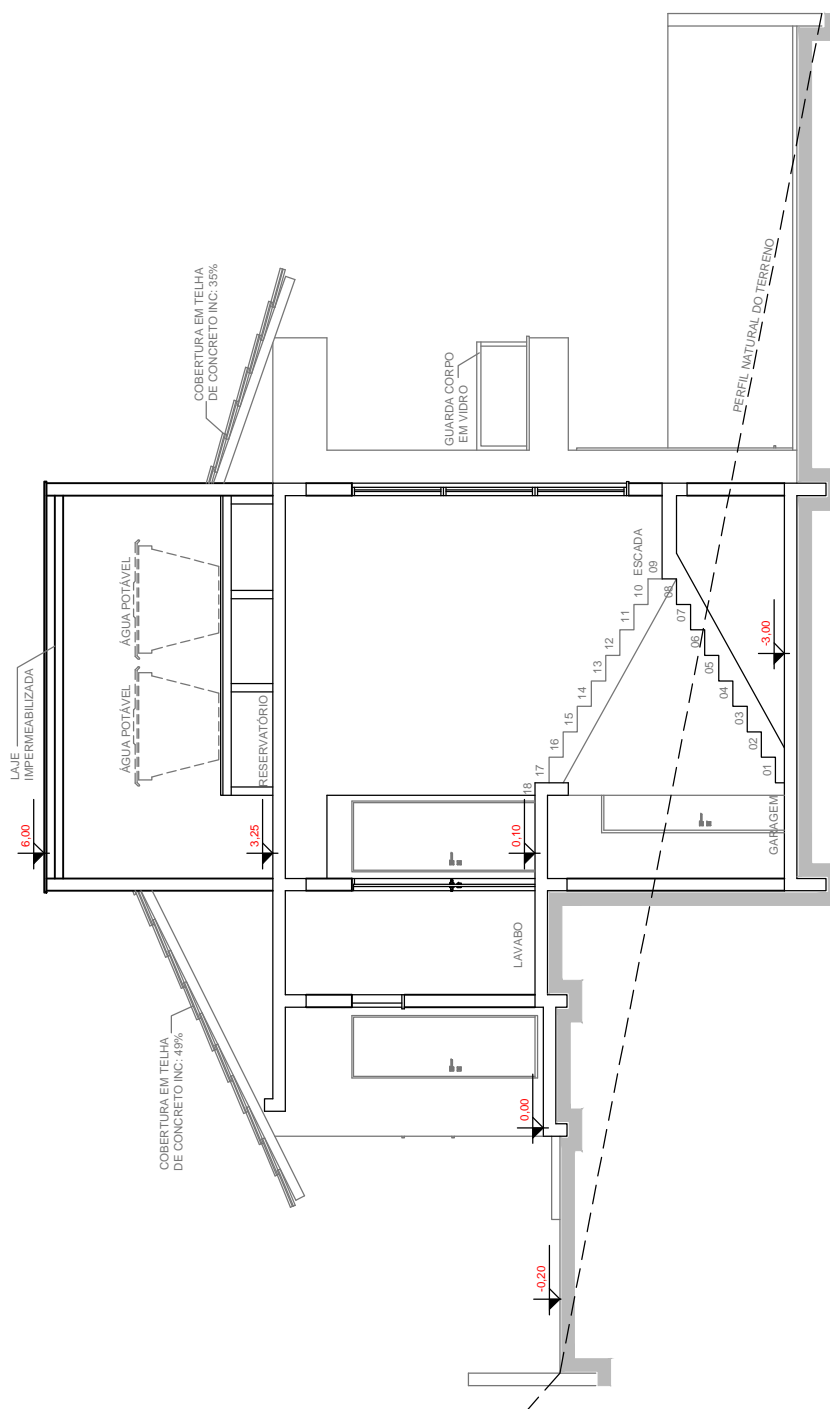 LAJE
IMPERMEABILIZADA
6,00
ÁGUA POTÁVEL
ÁGUA POTÁVEL
COBERTURA EM TELHA
DE CONCRETO INC: 35%
COBERTURA EM TELHA
DE CONCRETO INC: 49%
RESERVATÓRIO
3,25
GUARDA CORPO
EM VIDRO
LAVABO
0,10
0,00
-0,20
ESCADA
18
17
16
15
14
13
12
11
10
09
08
07
06
05
04
03
02
01
-3,00
GARAGEM
PERFIL NATURAL DO TERRENO